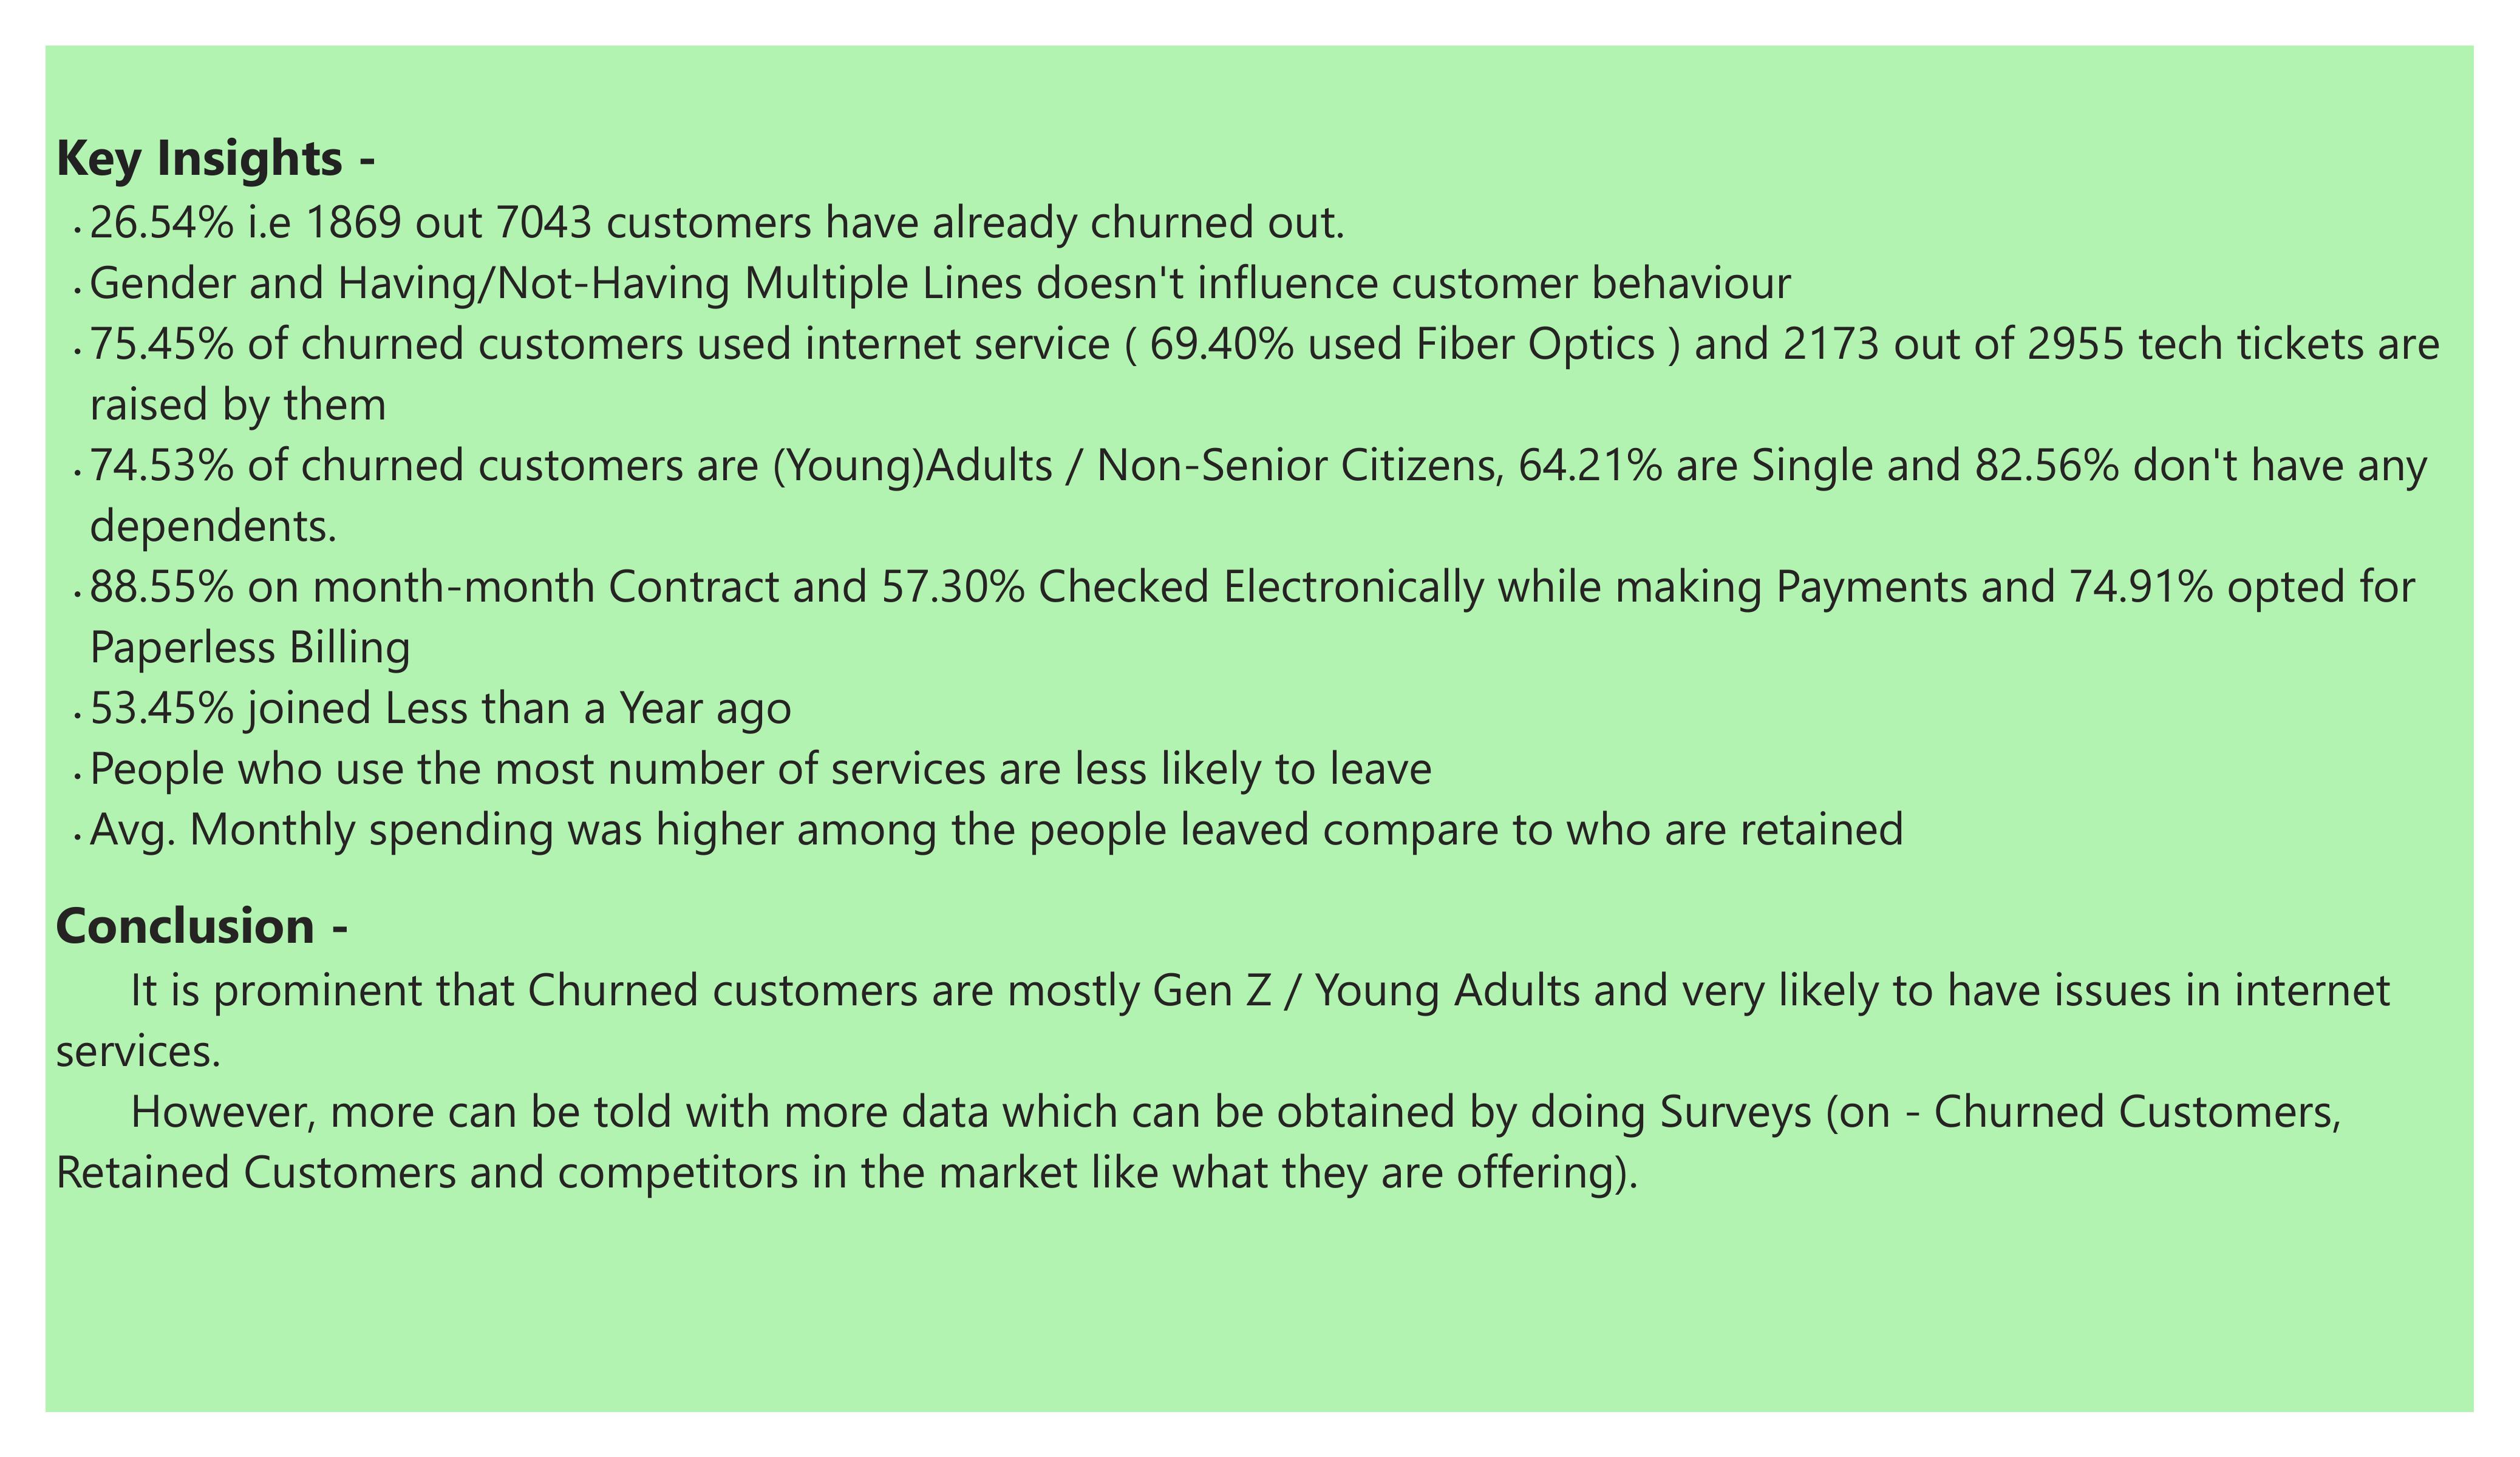 Key Insights -
• 26.54% i.e 1869 out 7043 customers have already churned out.
• Gender and Having/Not-Having Multiple Lines doesn't influence customer behaviour
• 75.45% of churned customers used internet service ( 69.40% used Fiber Optics ) and 2173 out of 2955 tech tickets are
raised by them
• 74.53% of churned customers are (Young)Adults / Non-Senior Citizens, 64.21% are Single and 82.56% don't have any
dependents.
• 88.55% on month-month Contract and 57.30% Checked Electronically while making Payments and 74.91% opted for
Paperless Billing
• 53.45% joined Less than a Year ago
• People who use the most number of services are less likely to leave
• Avg. Monthly spending was higher among the people leaved compare to who are retained
Conclusion -
It is prominent that Churned customers are mostly Gen Z / Young Adults and very likely to have issues in internet
services.
However, more can be told with more data which can be obtained by doing Surveys (on - Churned Customers,
Retained Customers and competitors in the market like what they are offering).